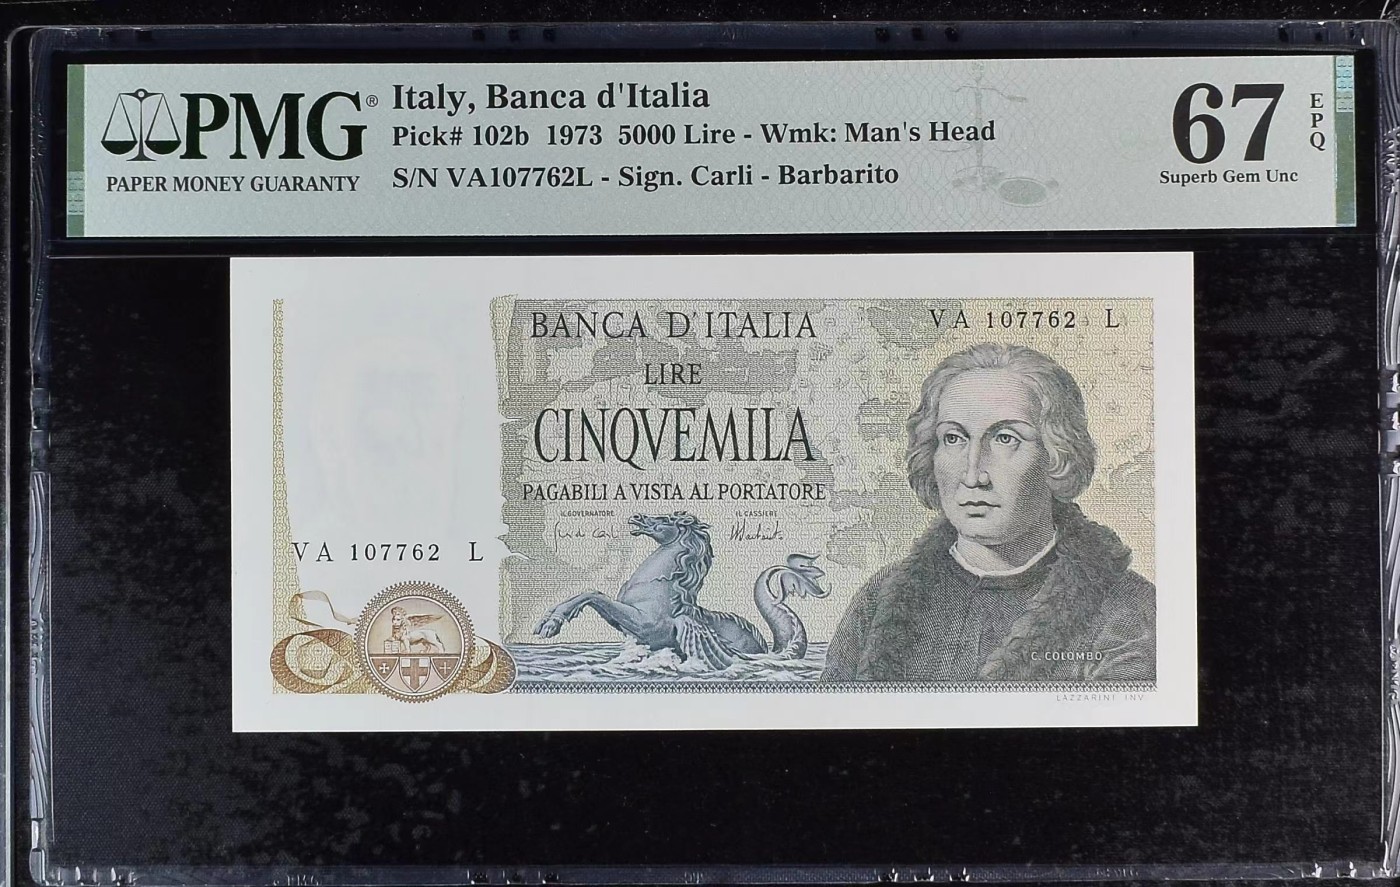 PMG®
PAPER MONEY GUARANTY
Italy, Banca d'Italia
Pick# 102b 1973 5000 Lire - Wmk: Man's Head
S/N VA107762L - Sign. Carli - Barbarito
67
EPQ
Superb Gem Unc
BANCA D'ITALIA
VA 107762 L
LIRE
CINQVEMILA
PAGABILI A VISTA AL PORTATORE
IL GOVERNATORE
IL CASSIERE
VA 107762 L
C. COLOMBO
LAZZARINI INV.